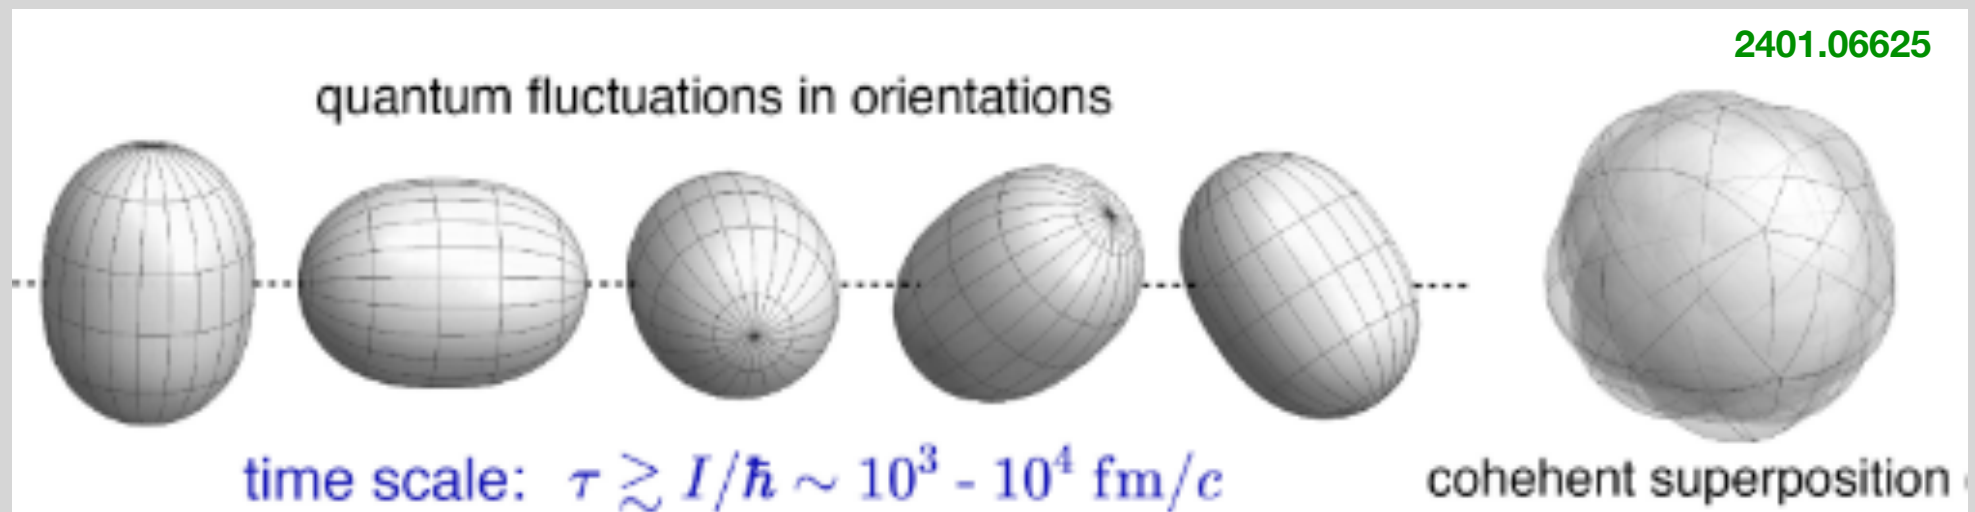 2401.06625
quantum fluctuations in orientations
time scale: τ ≳ I/ℏ ~ 10³ - 10⁴ fm/c
cohehent superposition